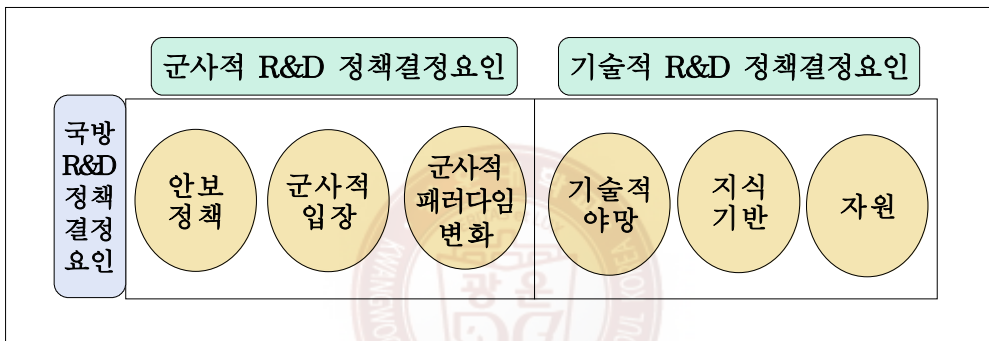 군사적 R&D 정책결정요인
기술적 R&D 정책결정요인
국방
R&D
정책
결정
요인
안보
정책
군사적
입장
군사적
패러다임
변화
기술적
야망
지식
기반
자원
광운